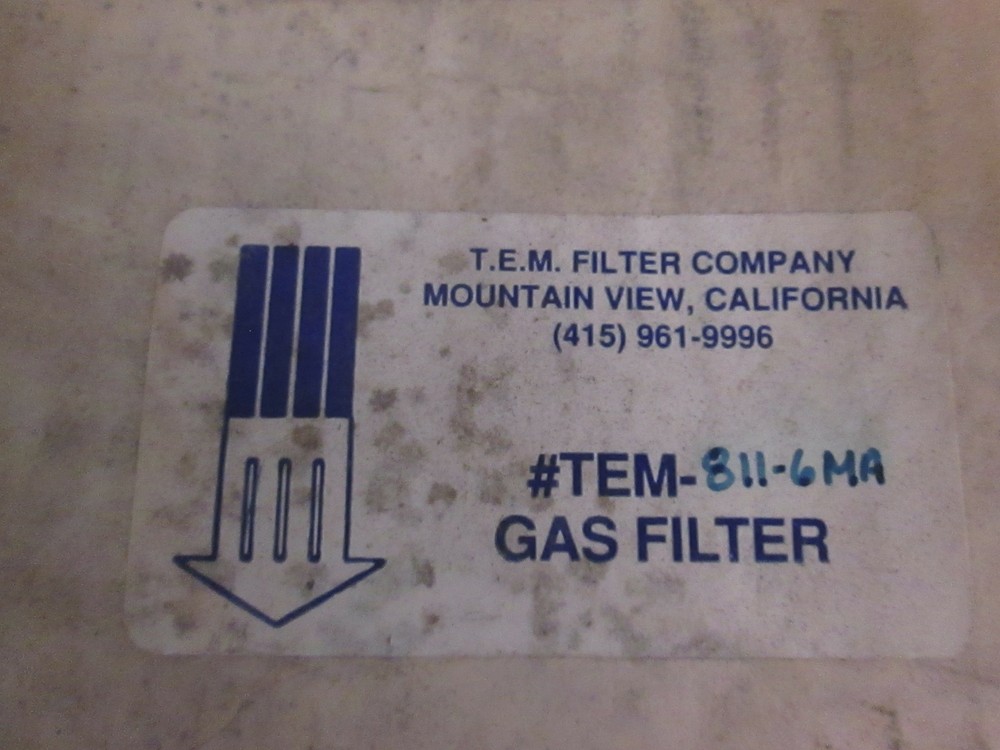 T.E.M. FILTER COMPANY
MOUNTAIN VIEW, CALIFORNIA
(415) 961-9996
#TEM-811-6MA
GAS FILTER